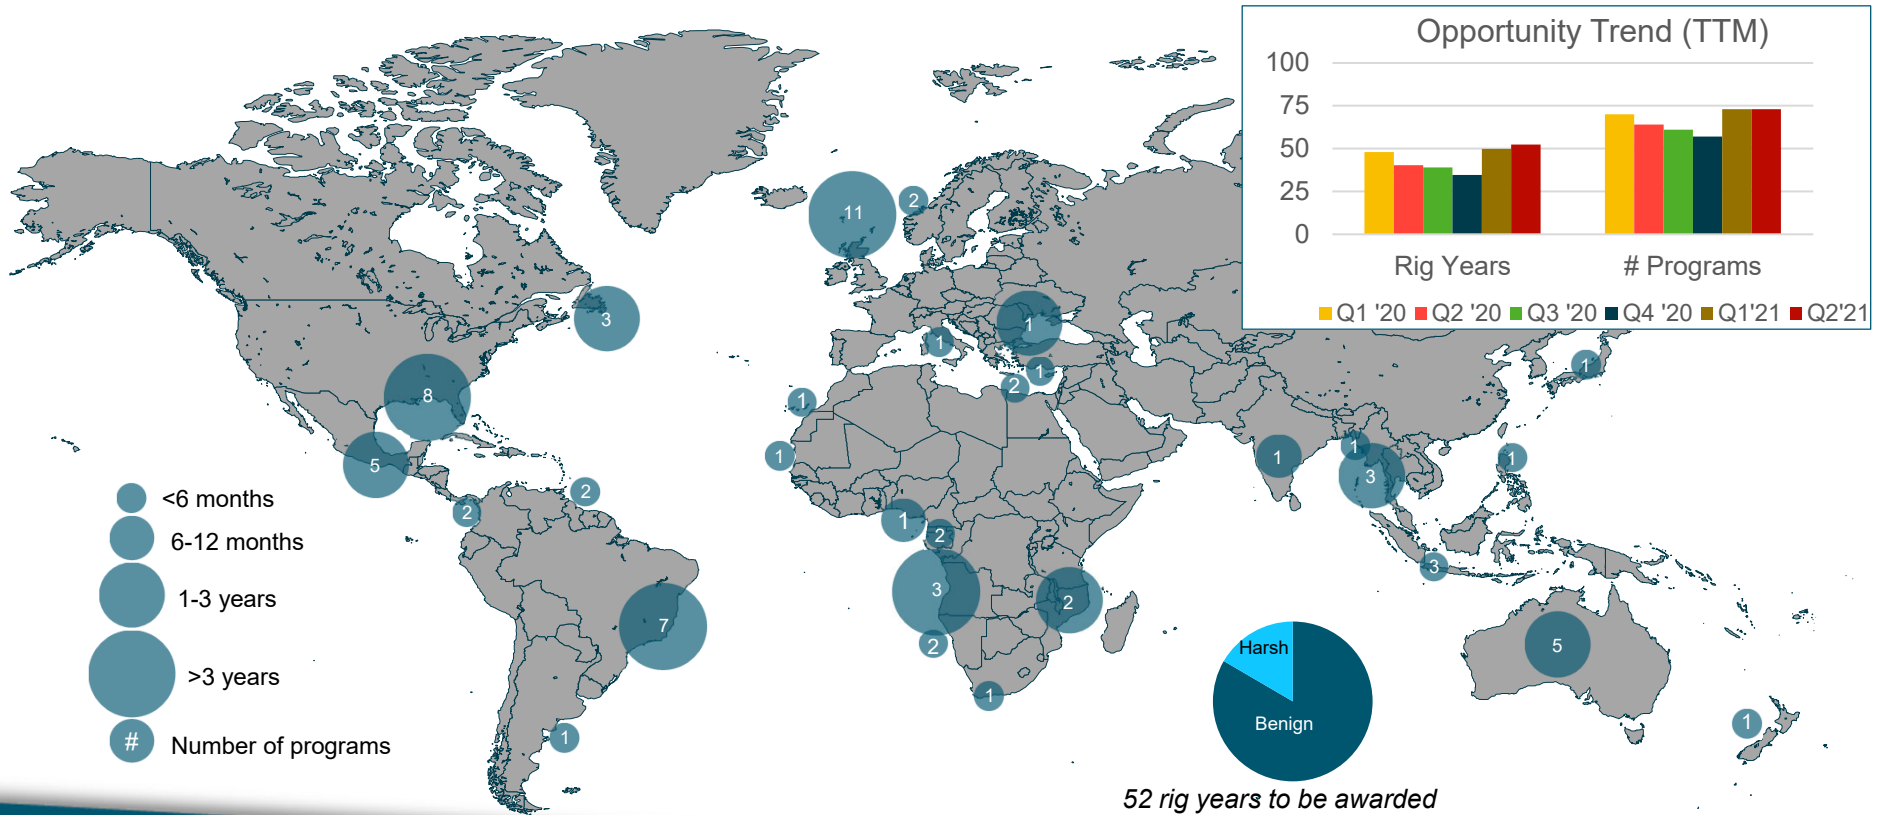 Opportunity Trend (TTM)
100
75
50
25
0
Rig Years
# Programs
Q1 '20
Q2 '20
Q3 '20
Q4 '20
Q1'21
Q2'21
11
2
3
1
1
1
2
1
8
1
5
1
1
1
3
1
2
2
1
2
3
3
2
7
2
5
1
1
1
<6 months
6-12 months
1-3 years
>3 years
# Number of programs
Harsh
Benign
52 rig years to be awarded